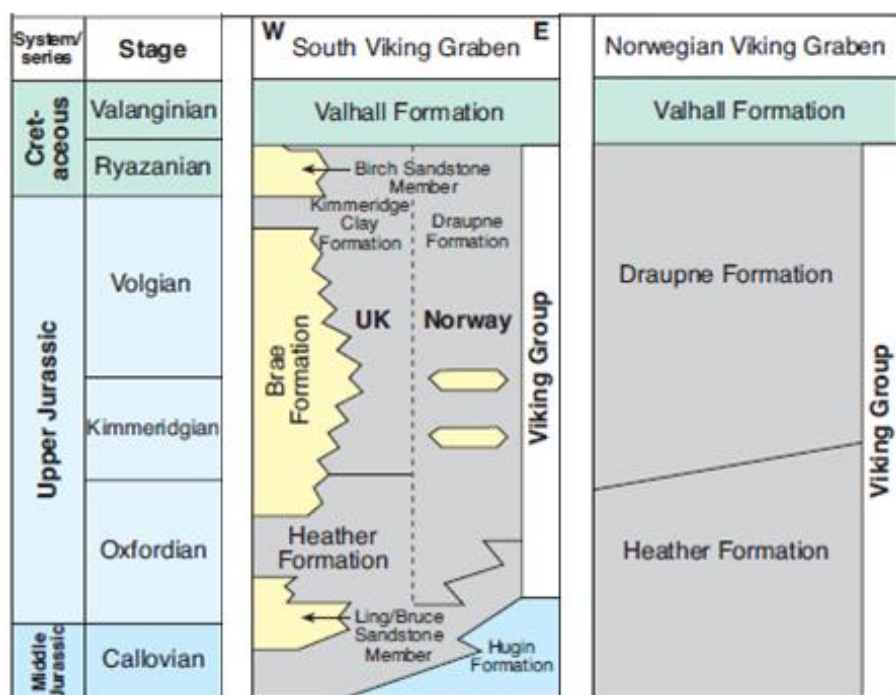 System/
series
Stage
W
South Viking Graben
E
Norwegian Viking Graben
Cret-
aceous
Valanginian
Ryazanian
Upper Jurassic
Volgian
Kimmeridgian
Oxfordian
Middle
Jurassic
Callovian
Valhall Formation
Birch Sandstone
Member
Kimmeridge
Clay
Formation
Draupne
Formation
UK
Norway
Brae
Formation
Viking Group
Heather
Formation
Ling/Bruce
Sandstone
Member
Hugin
Formation
Valhall Formation
Draupne Formation
Heather Formation
Viking Group